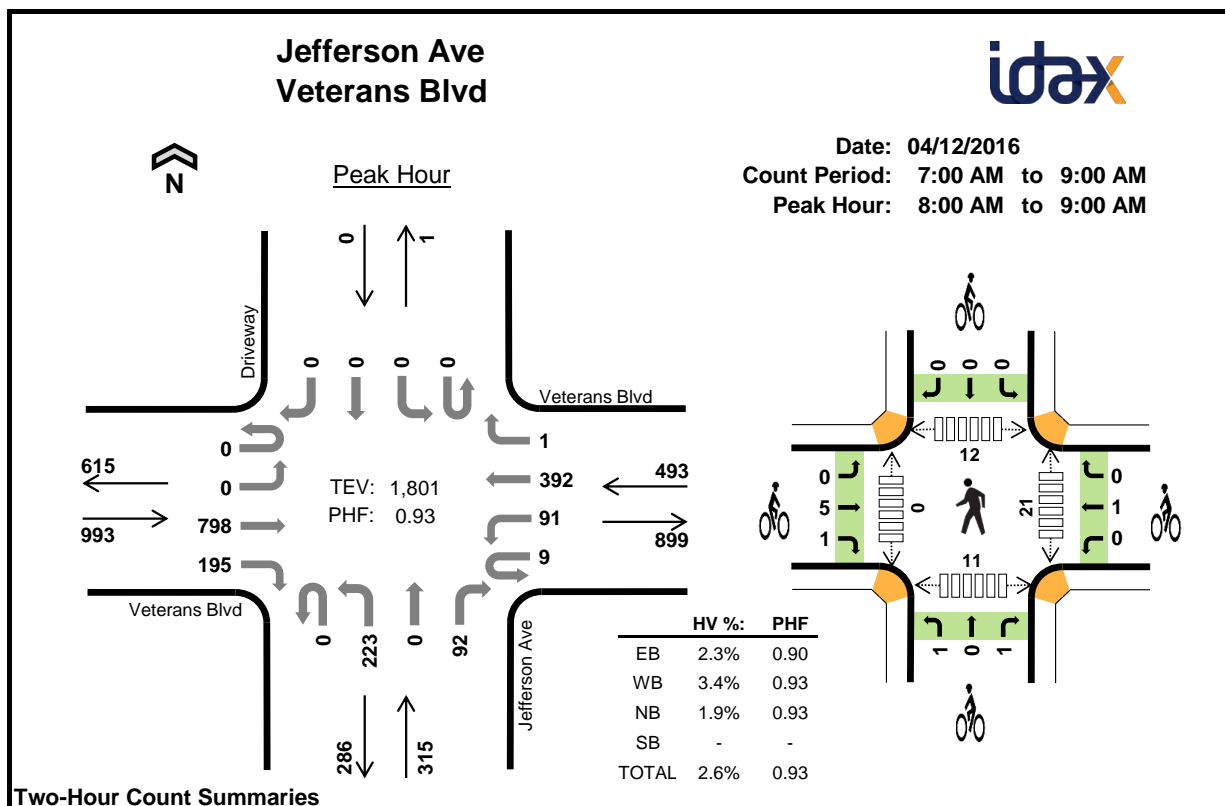 Jefferson Ave
Veterans Blvd
idax
Date: 04/12/2016
Count Period: 7:00 AM to 9:00 AM
Peak Hour: 8:00 AM to 9:00 AM
N
Peak Hour
0
1
Driveway
0 0 0 0
Veterans Blvd
0
0
798
195
615
993
TEV: 1,801
PHF: 0.93
1
392
91
9
493
899
Veterans Blvd
0
223
0
92
Jefferson Ave
286
315
0 0 0
12
0
5
1
0
21
0
1
0
11
1 0 1
HV %: PHF
EB 2.3% 0.90
WB 3.4% 0.93
NB 1.9% 0.93
SB - -
TOTAL 2.6% 0.93
Two-Hour Count Summaries